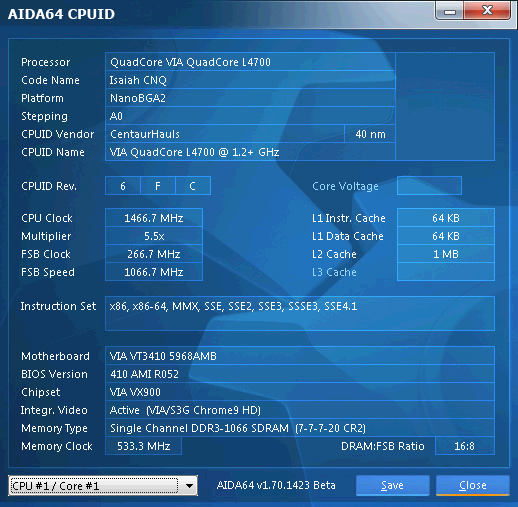 AIDA64 CPUID
Processor QuadCore VIA QuadCore L4700
Code Name Isaiah CNQ
Platform NanoBGA2
Stepping A0
CPUID Vendor CentaurHauls 40 nm
CPUID Name VIA QuadCore L4700 @ 1.2+ GHz
CPUID Rev. 6 F C Core Voltage
CPU Clock 1466.7 MHz L1 Instr. Cache 64 KB
Multiplier 5.5x L1 Data Cache 64 KB
FSB Clock 266.7 MHz L2 Cache 1 MB
FSB Speed 1066.7 MHz L3 Cache
Instruction Set x86, x86-64, MMX, SSE, SSE2, SSE3, SSSE3, SSE4.1
Motherboard VIA VT3410 5968AMB
BIOS Version 410 AMI R052
Chipset VIA VX900
Integr. Video Active (VIA/S3G Chrome9 HD)
Memory Type Single Channel DDR3-1066 SDRAM (7-7-7-20 CR2)
Memory Clock 533.3 MHz DRAM:FSB Ratio 16:8
CPU #1 / Core #1 AIDA64 v1.70.1423 Beta Save Close